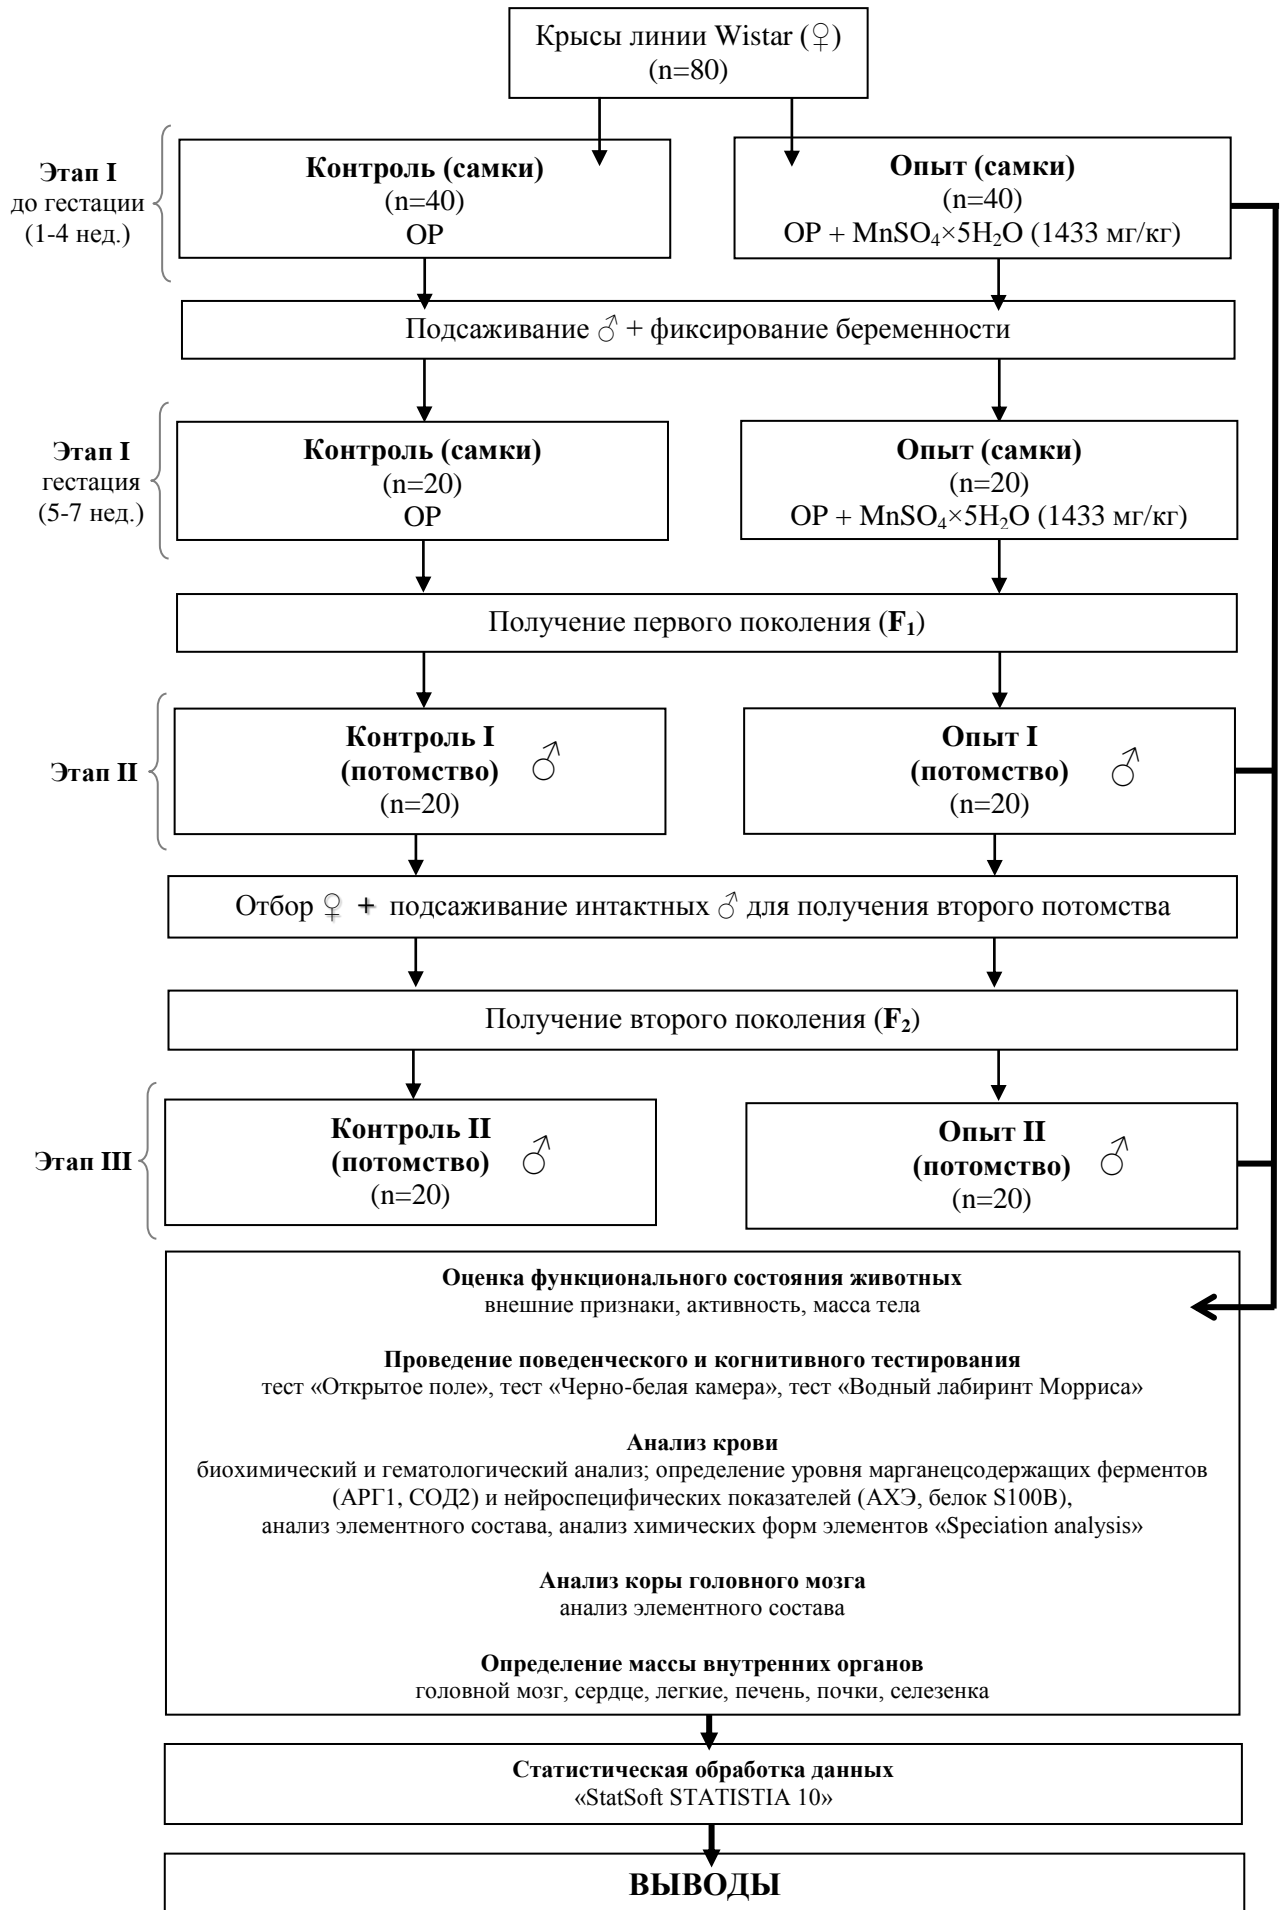 Крысы линии Wistar (♀)
(n=80)
Этап I
до гестации
(1-4 нед.)
Контроль (самки)
(n=40)
ОР
Опыт (самки)
(n=40)
ОР + MnSO₄×5H₂O (1433 мг/кг)
Подсаживание ♂ + фиксирование беременности
Этап I
гестация
(5-7 нед.)
Контроль (самки)
(n=20)
ОР
Опыт (самки)
(n=20)
ОР + MnSO₄×5H₂O (1433 мг/кг)
Получение первого поколения (F₁)
Этап II
Контроль I
(потомство) ♂
(n=20)
Опыт I
(потомство) ♂
(n=20)
Отбор ♀ + подсаживание интактных ♂ для получения второго потомства
Получение второго поколения (F₂)
Этап III
Контроль II
(потомство) ♂
(n=20)
Опыт II
(потомство) ♂
(n=20)
Оценка функционального состояния животных
внешние признаки, активность, масса тела
Проведение поведенческого и когнитивного тестирования
тест «Открытое поле», тест «Черно-белая камера», тест «Водный лабиринт Морриса»
Анализ крови
биохимический и гематологический анализ; определение уровня марганецсодержащих ферментов
(АРГ1, СОД2) и нейроспецифических показателей (АХЭ, белок S100B),
анализ элементного состава, анализ химических форм элементов «Speciation analysis»
Анализ коры головного мозга
анализ элементного состава
Определение массы внутренних органов
головной мозг, сердце, легкие, печень, почки, селезенка
Статистическая обработка данных
«StatSoft STATISTIA 10»
ВЫВОДЫ